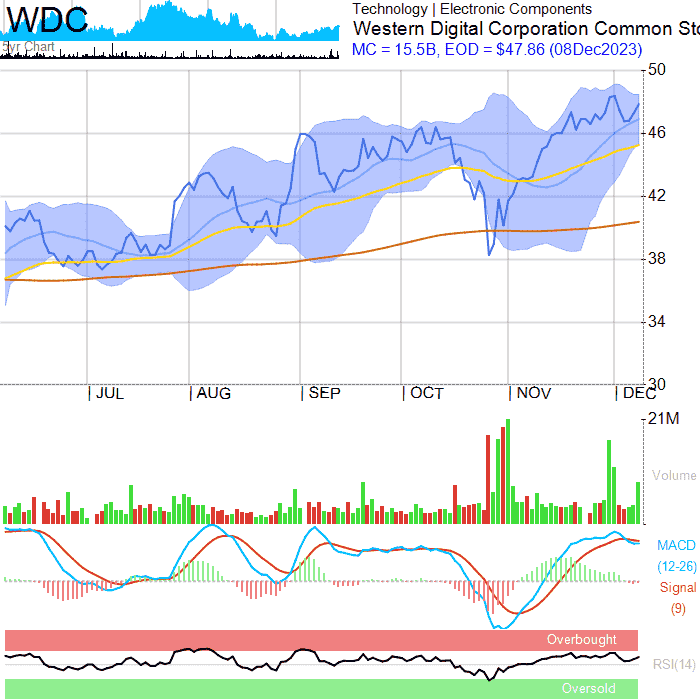 WDC
5yr Chart
Technology | Electronic Components
Western Digital Corporation Common Sto
MC = 15.5B, EOD = $47.86 (08Dec2023)
50
46
42
38
34
30
| JUL | AUG | SEP | OCT | NOV | DEC
21M
Volume
MACD
(12-26)
Signal
(9)
Overbought
RSI(14)
Oversold